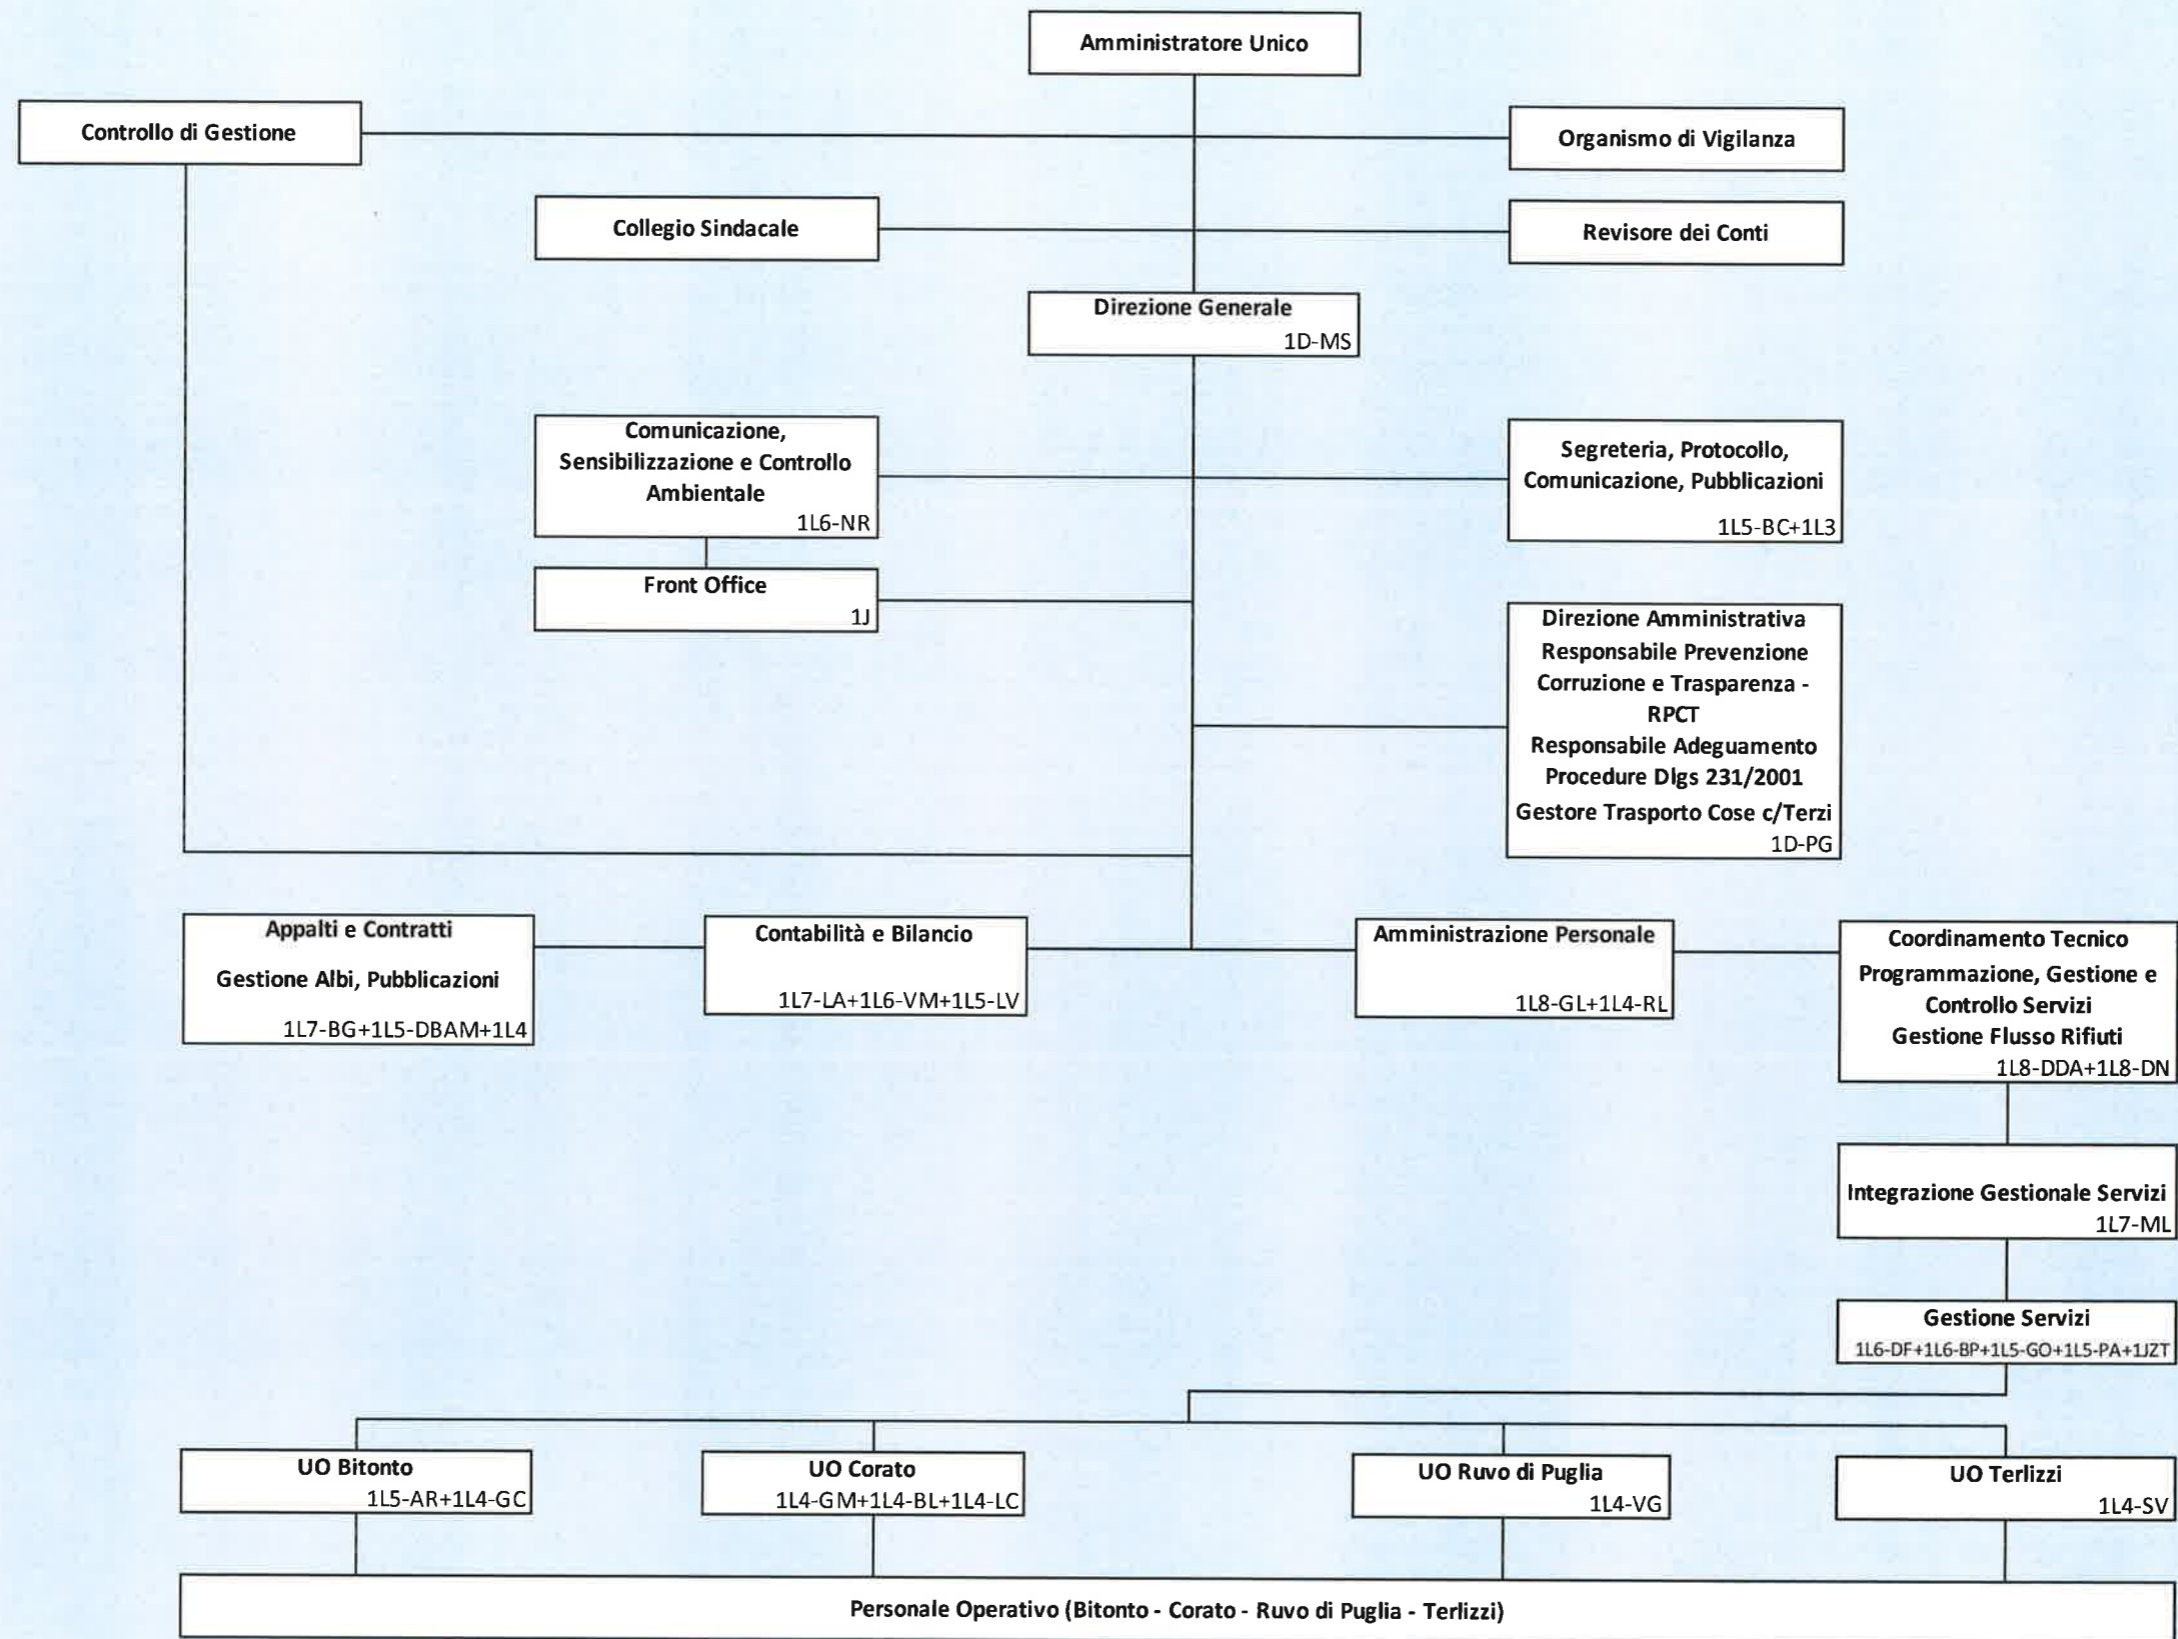 Amministratore Unico
Controllo di Gestione
Organismo di Vigilanza
Collegio Sindacale
Revisore dei Conti
Direzione Generale
1D-MS
Comunicazione,
Sensibilizzazione e Controllo
Ambientale
1L6-NR
Segreteria, Protocollo,
Comunicazione, Pubblicazioni
1L5-BC+1L3
Front Office
1J
Direzione Amministrativa
Responsabile Prevenzione
Corruzione e Trasparenza -
RPCT
Responsabile Adeguamento
Procedure Dlgs 231/2001
Gestore Trasporto Cose c/Terzi
1D-PG
Appalti e Contratti
Gestione Albi, Pubblicazioni
1L7-BG+1L5-DBAM+1L4
Contabilità e Bilancio
1L7-LA+1L6-VM+1L5-LV
Amministrazione Personale
1L8-GL+1L4-RL
Coordinamento Tecnico
Programmazione, Gestione e
Controllo Servizi
Gestione Flusso Rifiuti
1L8-DDA+1L8-DN
Integrazione Gestionale Servizi
1L7-ML
Gestione Servizi
1L6-DF+1L6-BP+1L5-GO+1L5-PA+1JZT
UO Bitonto
1L5-AR+1L4-GC
UO Corato
1L4-GM+1L4-BL+1L4-LC
UO Ruvo di Puglia
1L4-VG
UO Terlizzi
1L4-SV
Personale Operativo (Bitonto - Corato - Ruvo di Puglia - Terlizzi)